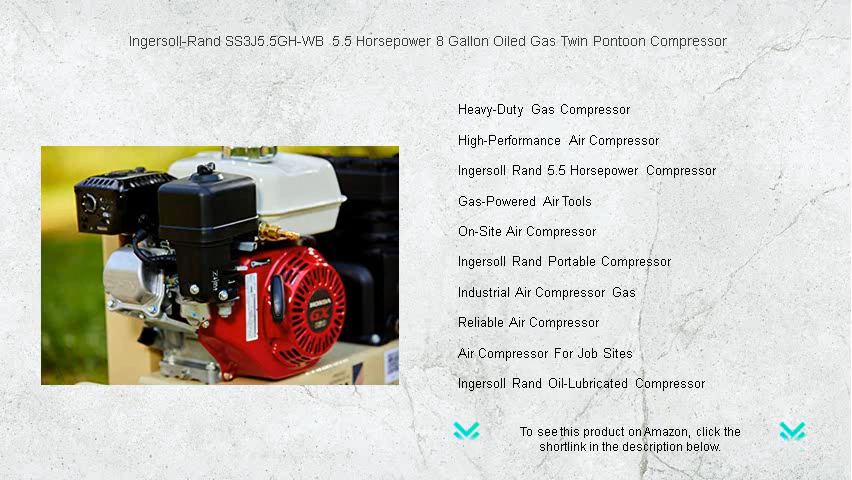 Ingersoll-Rand SS3J5.5GH-WB 5.5 Horsepower 8 Gallon Oiled Gas Twin Pontoon Compressor
Heavy-Duty Gas Compressor
High-Performance Air Compressor
Ingersoll Rand 5.5 Horsepower Compressor
Gas-Powered Air Tools
On-Site Air Compressor
Ingersoll Rand Portable Compressor
Industrial Air Compressor Gas
Reliable Air Compressor
Air Compressor For Job Sites
Ingersoll Rand Oil-Lubricated Compressor
To see this product on Amazon, click the
shortlink in the description below.
HONDA
GX